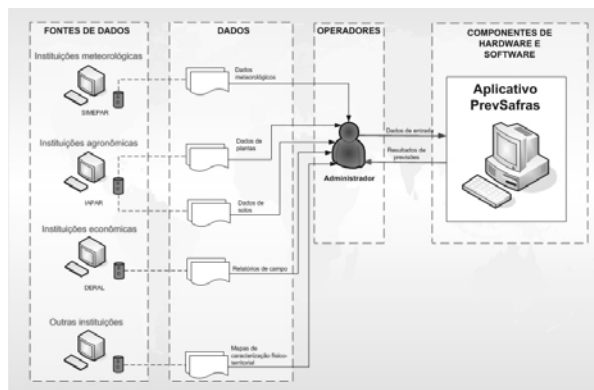 FONTES DE DADOS
DADOS
OPERADORES
COMPONENTES DE
HARDWARE E
SOFTWARE
Instituições meteorológicas
SIMEPAR
Dados
meteorológicos
Instituições agronômicas
IAPAR
Dados de
plantas
Dados de
solos
Instituições econômicas
DERAL
Relatórios de campo
Outras instituições
Mapas de
caracterização físico-
territorial
Administrador
Dados de entrada
Resultados de
previsões
Aplicativo
PrevSafras